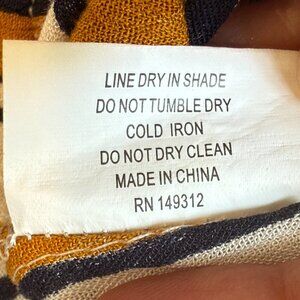 LINE DRY IN SHADE
DO NOT TUMBLE DRY
COLD IRON
DO NOT DRY CLEAN
MADE IN CHINA
RN 149312